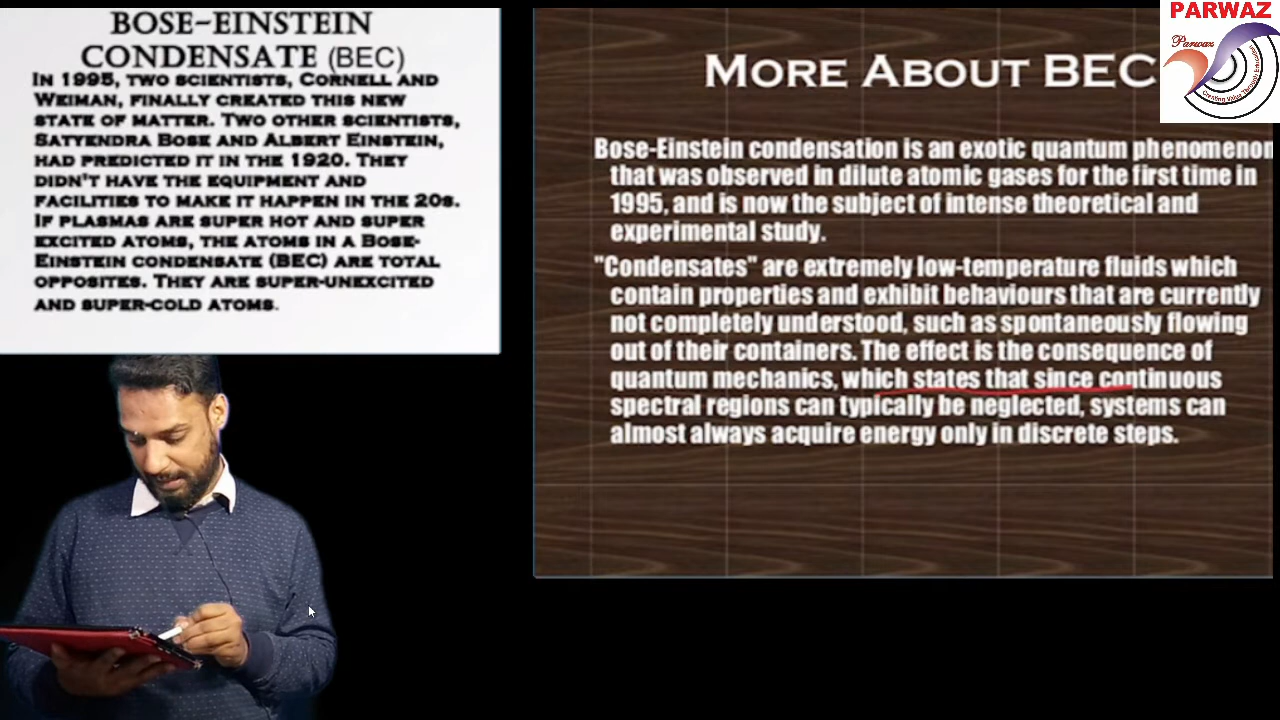 BOSE-EINSTEIN
CONDENSATE (BEC)
IN 1995, TWO SCIENTISTS, CORNELL AND
WEIMAN, FINALLY CREATED THIS NEW
STATE OF MATTER. TWO OTHER SCIENTISTS,
SATYENDRA BOSE AND ALBERT EINSTEIN,
HAD PREDICTED IT IN THE 1920. THEY
DIDN'T HAVE THE EQUIPMENT AND
FACILITIES TO MAKE IT HAPPEN IN THE 20S.
IF PLASMAS ARE SUPER HOT AND SUPER
EXCITED ATOMS, THE ATOMS IN A BOSE-
EINSTEIN CONDENSATE (BEC) ARE TOTAL
OPPOSITES. THEY ARE SUPER-UNEXCITED
AND SUPER-COLD ATOMS.
MORE ABOUT BEC
Bose-Einstein condensation is an exotic quantum phenomenon
that was observed in dilute atomic gases for the first time in
1995, and is now the subject of intense theoretical and
experimental study.
"Condensates" are extremely low-temperature fluids which
contain properties and exhibit behaviours that are currently
not completely understood, such as spontaneously flowing
out of their containers. The effect is the consequence of
quantum mechanics, which states that since continuous
spectral regions can typically be neglected, systems can
almost always acquire energy only in discrete steps.
PARWAZ
Parwaz
Creating Value Through Education